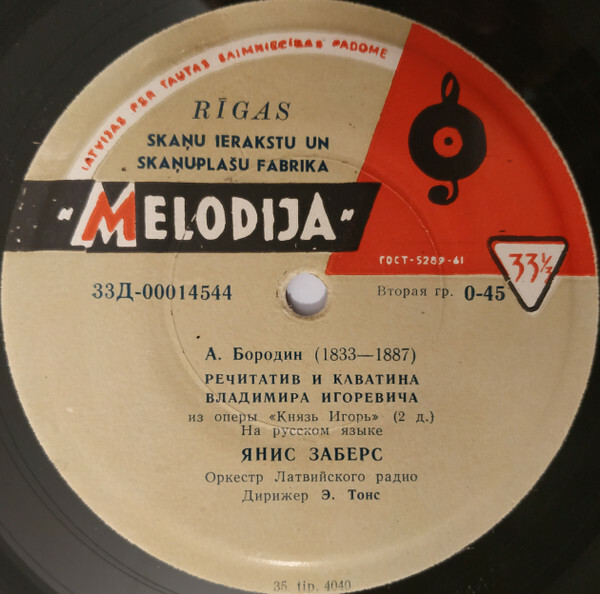 LATVIJAS PSR TAUTAS SAIMNIECĪBAS PADOME
RĪGAS
SKAŅU IERAKSTU UN
SKAŅUPLAŠU FABRIKA
"MELODIJA"
ГОСТ-5289-61
33⅓
33Д-00014544
Вторая гр. 0-45
А. Бородин (1833—1887)
РЕЧИТАТИВ И КАВАТИНА
ВЛАДИМИРА ИГОРЕВИЧА
из оперы «Князь Игорь» (2 д.)
На русском языке
ЯНИС ЗАБЕРС
Оркестр Латвийского радио
Дирижер Э. Тонс
35. tip. 4040